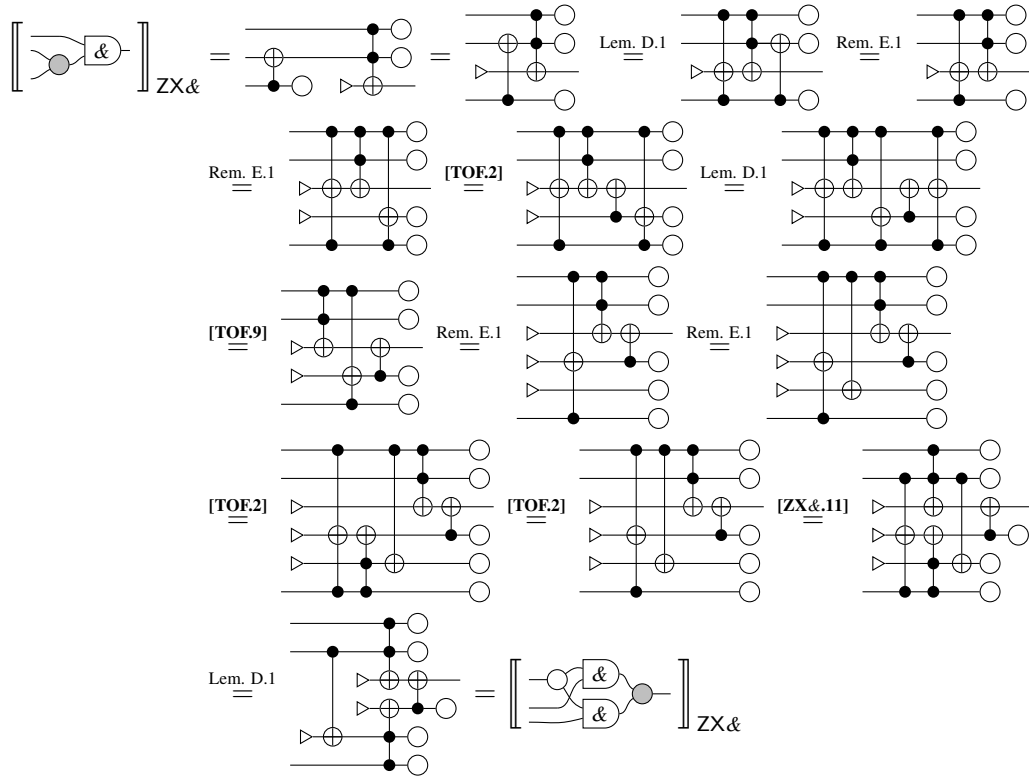 & ZX& = = Lem. D.1 = Rem. E.1 =
Rem. E.1 = [TOF.2] = Lem. D.1 =
[TOF.9] = Rem. E.1 = Rem. E.1 =
[TOF.2] = [TOF.2] = [ZX&.11] =
Lem. D.1 = = & & ZX&